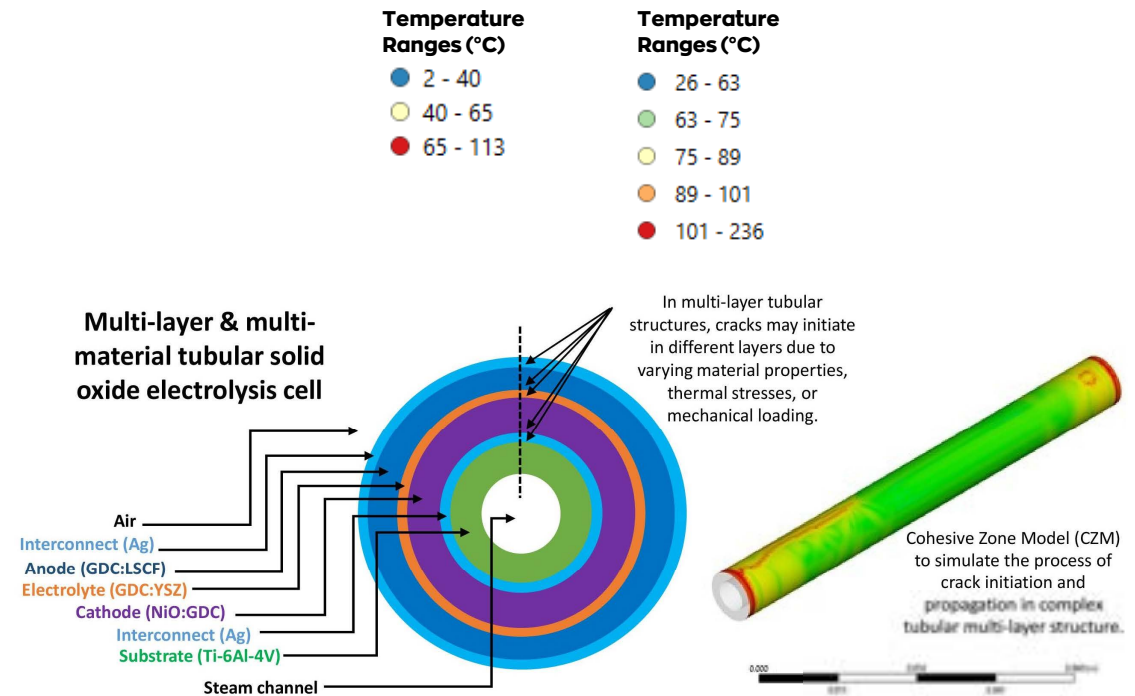 Temperature
Ranges (°C)
2 - 40
40 - 65
65 - 113
Temperature
Ranges (°C)
26 - 63
63 - 75
75 - 89
89 - 101
101 - 236
Multi-layer & multi-
material tubular solid
oxide electrolysis cell
In multi-layer tubular
structures, cracks may initiate
in different layers due to
varying material properties,
thermal stresses, or
mechanical loading.
Air
Interconnect (Ag)
Anode (GDC:LSCF)
Electrolyte (GDC:YSZ)
Cathode (NiO:GDC)
Interconnect (Ag)
Substrate (Ti-6Al-4V)
Steam channel
Cohesive Zone Model (CZM)
to simulate the process of
crack initiation and
propagation in complex
tubular multi-layer structure.
0.000